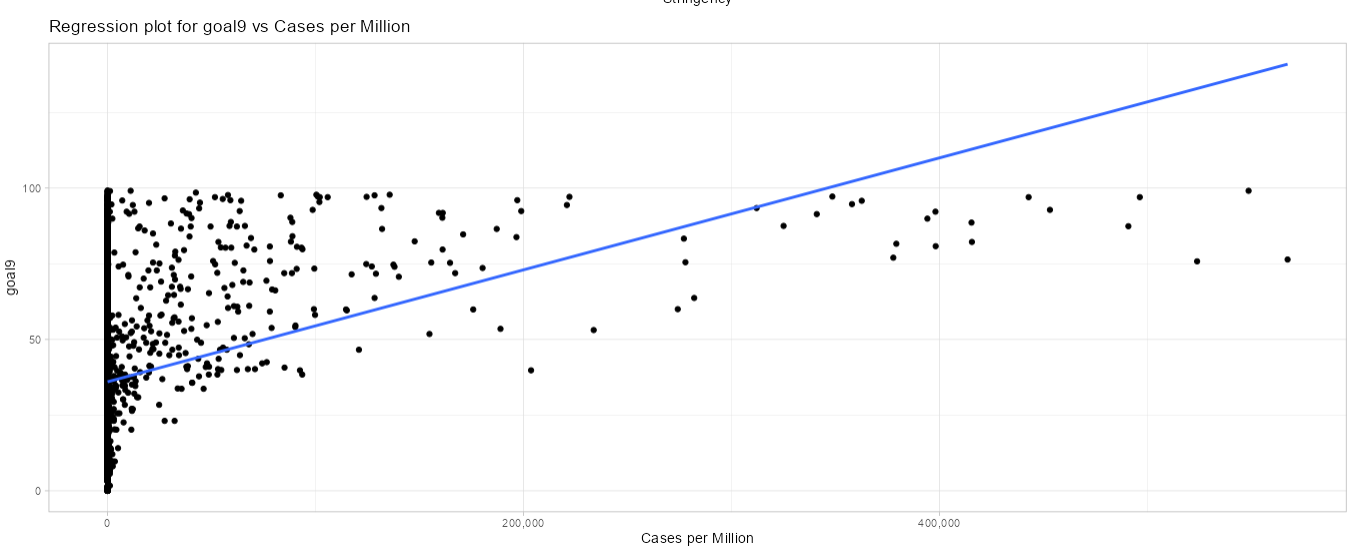 Stringency
Regression plot for goal9 vs Cases per Million
100
50
0
goal9
0 200,000 400,000
Cases per Million